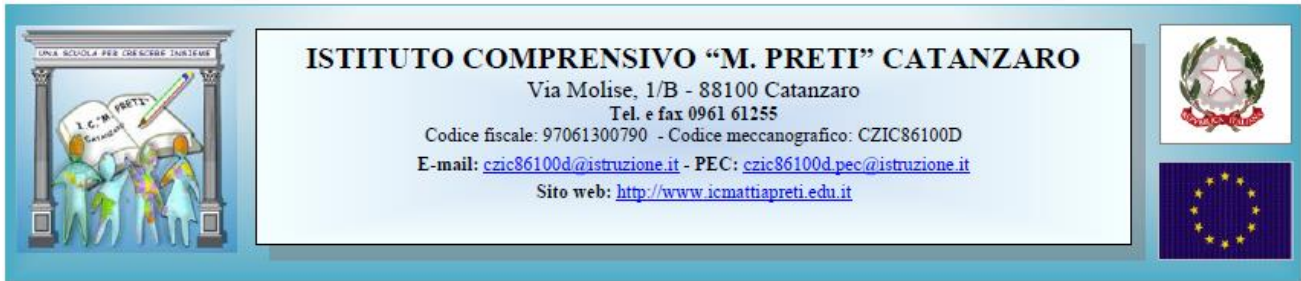 UNA SCUOLA PER CRESCERE INSIEME
I.C. "M. PRETI"
CATANZARO
ISTITUTO COMPRENSIVO “M. PRETI” CATANZARO
Via Molise, 1/B - 88100 Catanzaro
Tel. e fax 0961 61255
Codice fiscale: 97061300790 - Codice meccanografico: CZIC86100D
E-mail: czic86100d@istruzione.it - PEC: czic86100d.pec@istruzione.it
Sito web: http://www.icmattiapreti.edu.it
REPUBBLICA ITALIANA